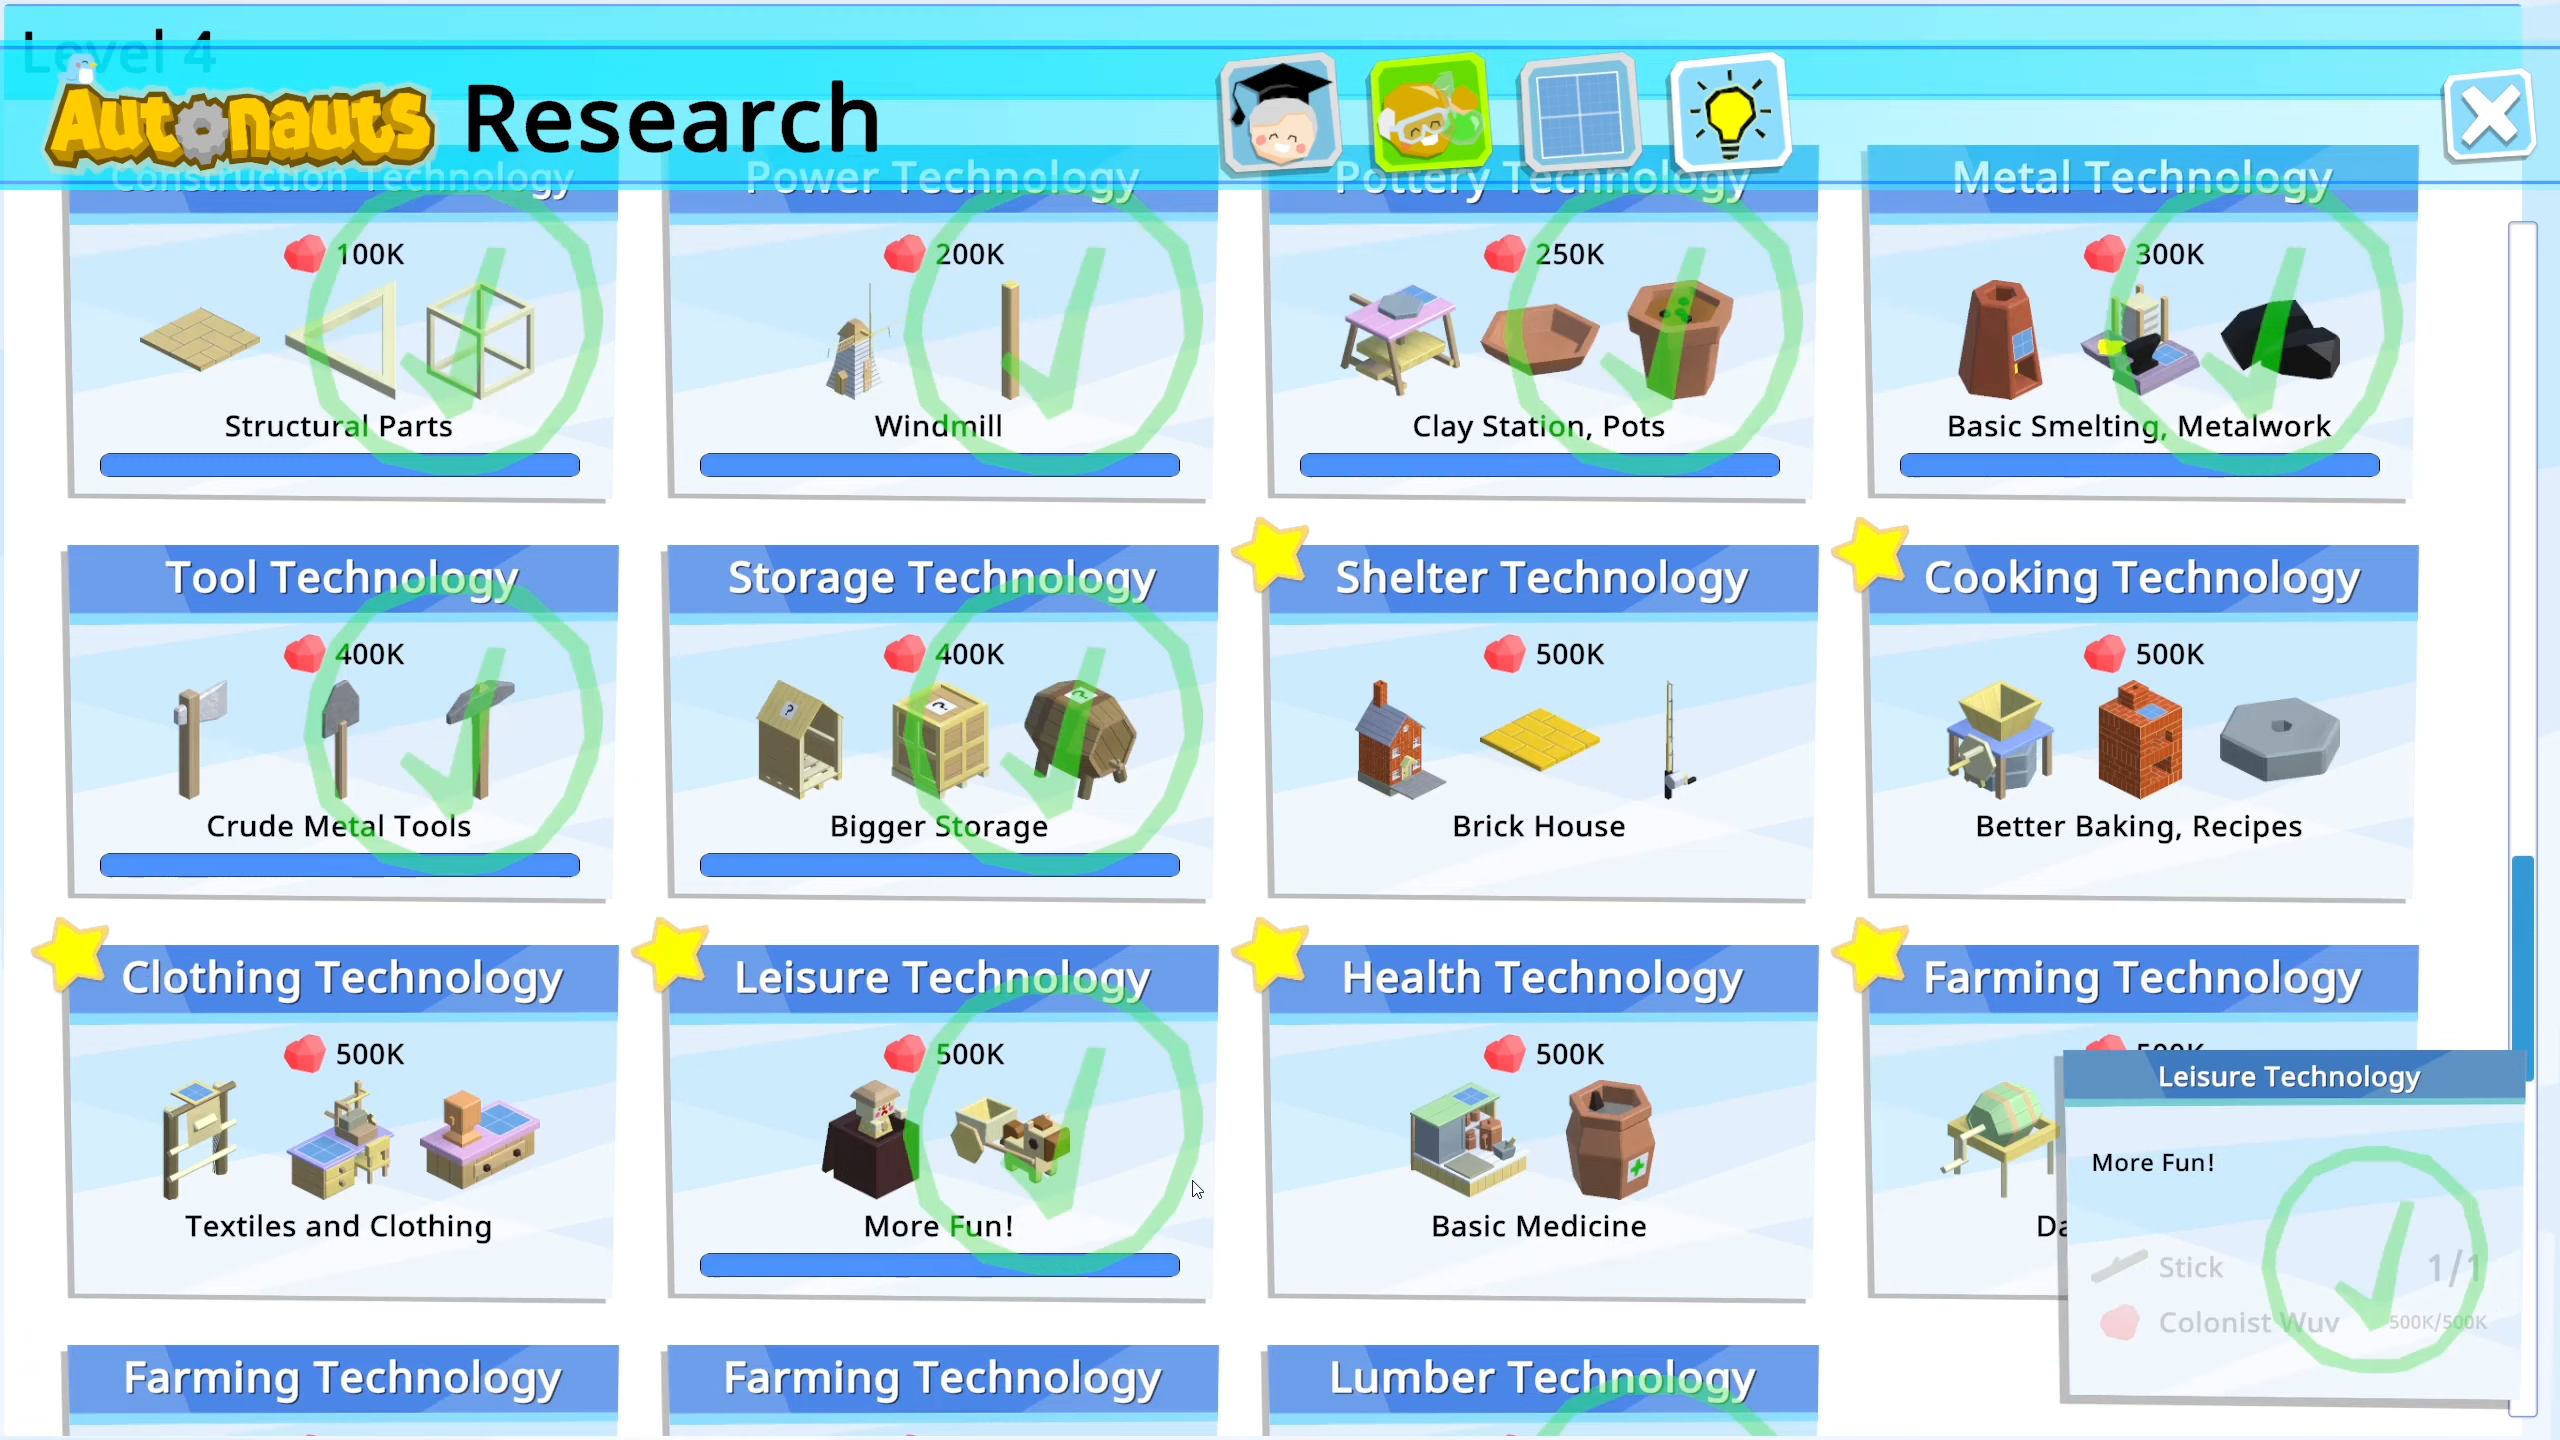 Level 4
Autonauts Research
Construction Technology
Power Technology
Pottery Technology
Metal Technology
100K
200K
250K
300K
Structural Parts
Windmill
Clay Station, Pots
Basic Smelting, Metalwork
Tool Technology
Storage Technology
Shelter Technology
Cooking Technology
400K
400K
500K
500K
?
?
?
Crude Metal Tools
Bigger Storage
Brick House
Better Baking, Recipes
Clothing Technology
Leisure Technology
Health Technology
Farming Technology
500K
500K
500K
500K
Textiles and Clothing
More Fun!
Basic Medicine
Da
Leisure Technology
More Fun!
Stick 1/1
Colonist Wuv 500K/500K
Farming Technology
Farming Technology
Lumber Technology